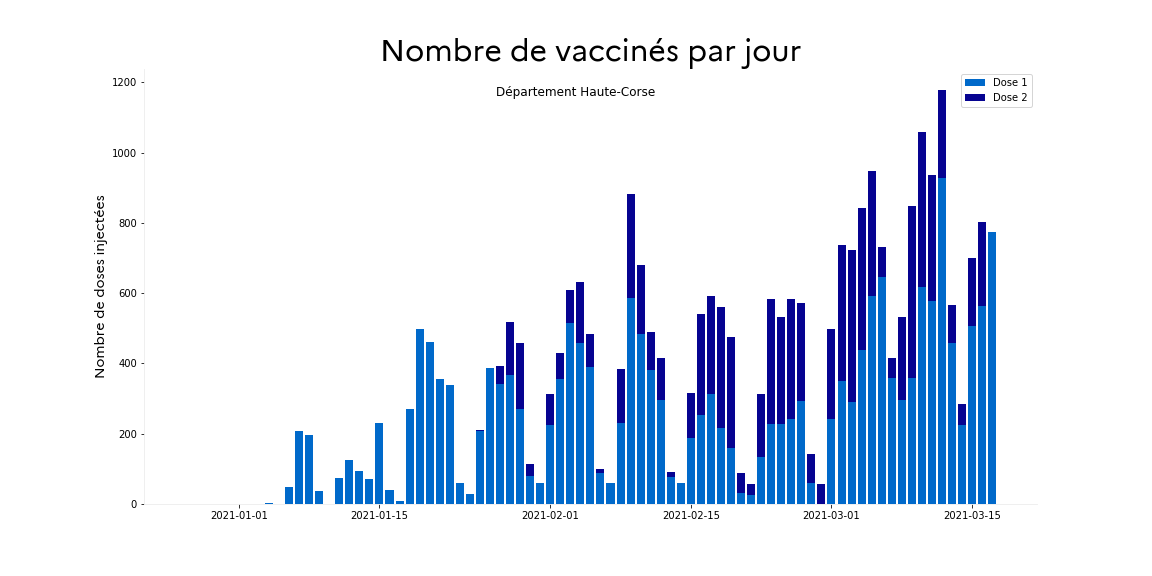 Nombre de vaccinés par jour
Département Haute-Corse
Dose 1
Dose 2
Nombre de doses injectées
1200
1000
800
600
400
200
0
2021-01-01
2021-01-15
2021-02-01
2021-02-15
2021-03-01
2021-03-15